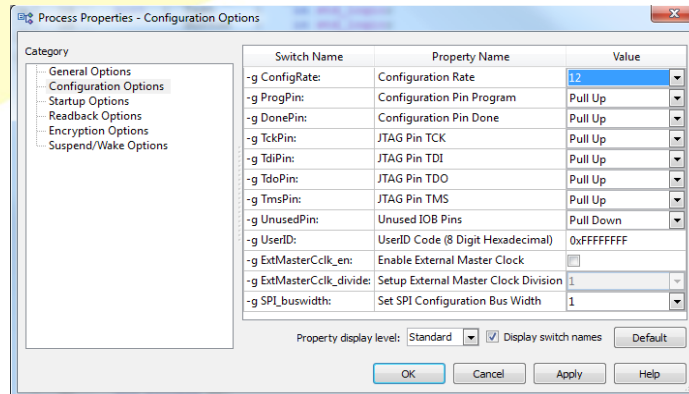 Process Properties - Configuration Options
Category
General Options
Configuration Options
Startup Options
Readback Options
Encryption Options
Suspend/Wake Options
Switch Name Property Name Value
-g ConfigRate: Configuration Rate 12
-g ProgPin: Configuration Pin Program Pull Up
-g DonePin: Configuration Pin Done Pull Up
-g TckPin: JTAG Pin TCK Pull Up
-g TdiPin: JTAG Pin TDI Pull Up
-g TdoPin: JTAG Pin TDO Pull Up
-g TmsPin: JTAG Pin TMS Pull Up
-g UnusedPin: Unused IOB Pins Pull Down
-g UserID: UserID Code (8 Digit Hexadecimal) 0xFFFFFFFF
-g ExtMasterCclk_en: Enable External Master Clock
-g ExtMasterCclk_divide: Setup External Master Clock Division 1
-g SPI_buswidth: Set SPI Configuration Bus Width 1
Property display level: Standard Display switch names Default
OK Cancel Apply Help